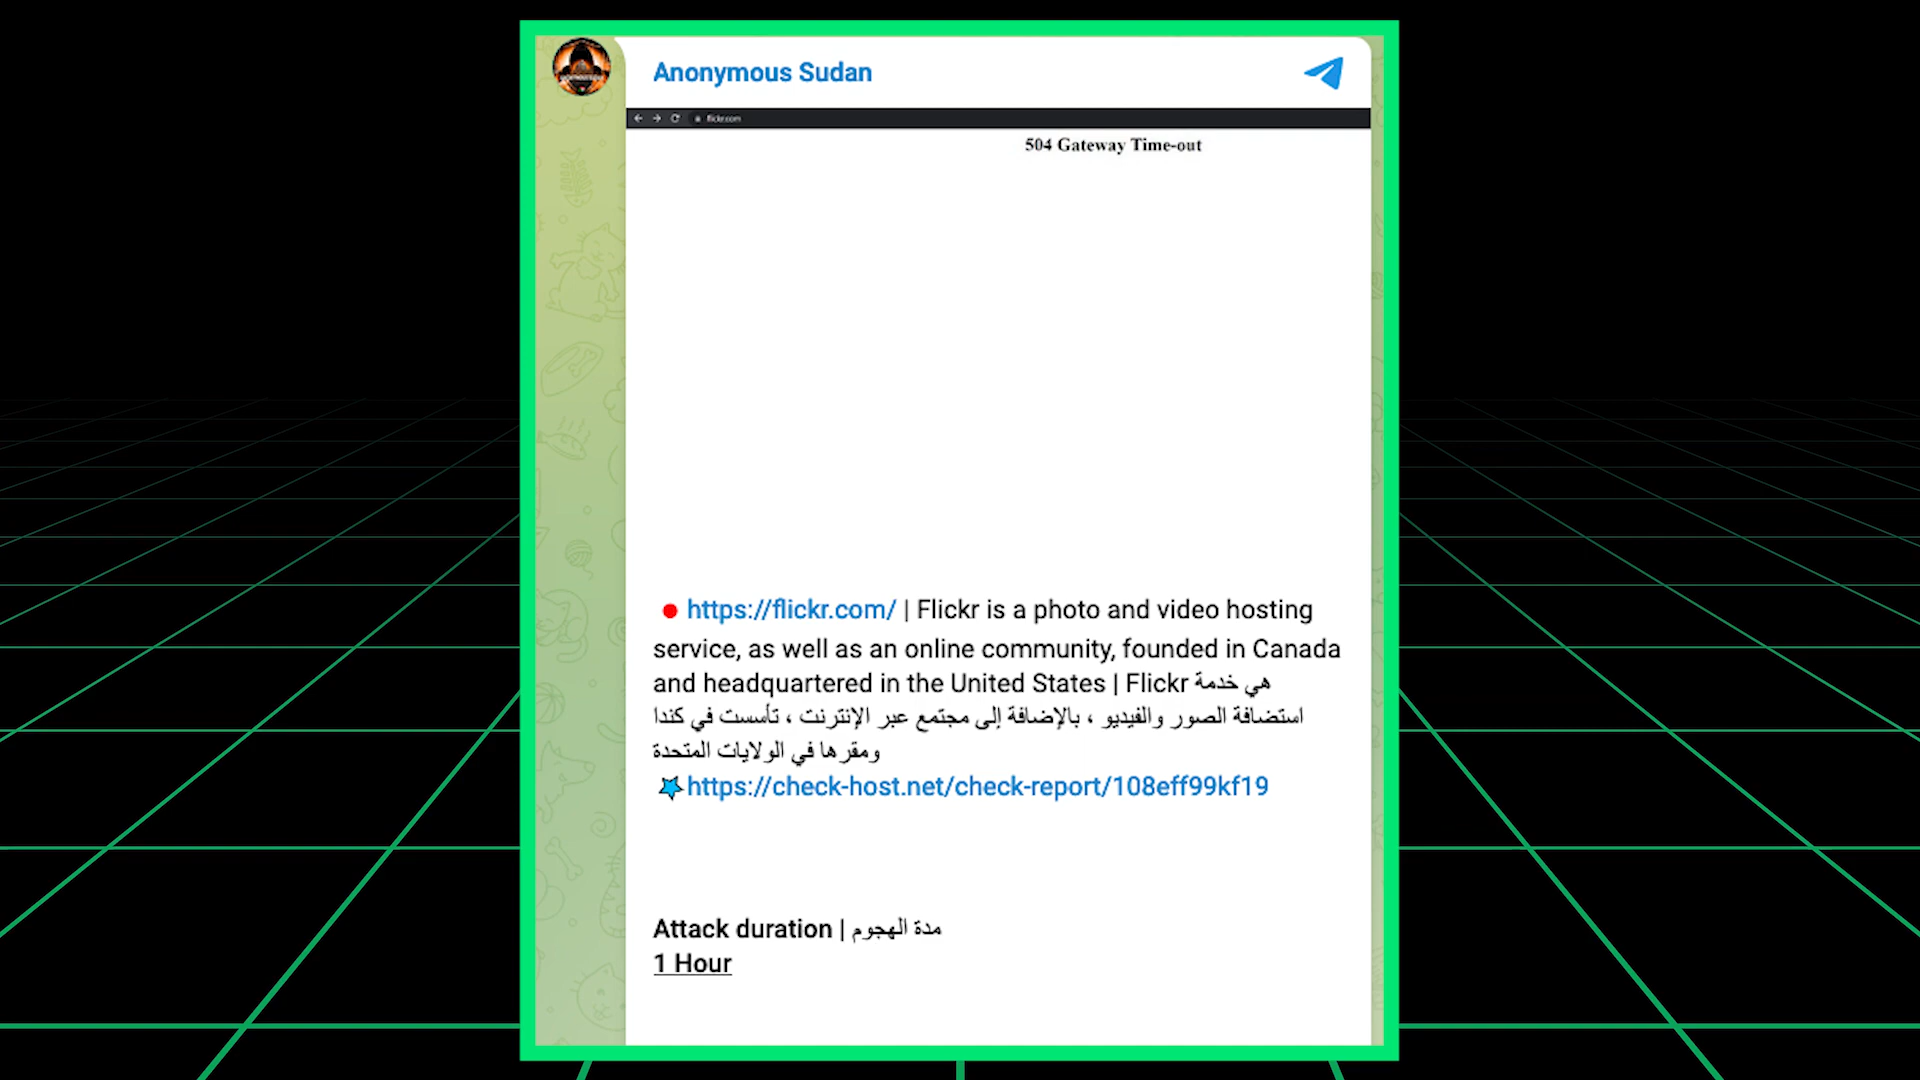 Anonymous Sudan
flickr.com
504 Gateway Time-out
https://flickr.com/ | Flickr is a photo and video hosting
service, as well as an online community, founded in Canada
and headquartered in the United States | Flickr هي خدمة
استضافة الصور والفيديو ، بالإضافة إلى مجتمع عبر الإنترنت ، تأسست في كندا
ومقرها في الولايات المتحدة
https://check-host.net/check-report/108eff99kf19
Attack duration | مدة الهجوم
1 Hour